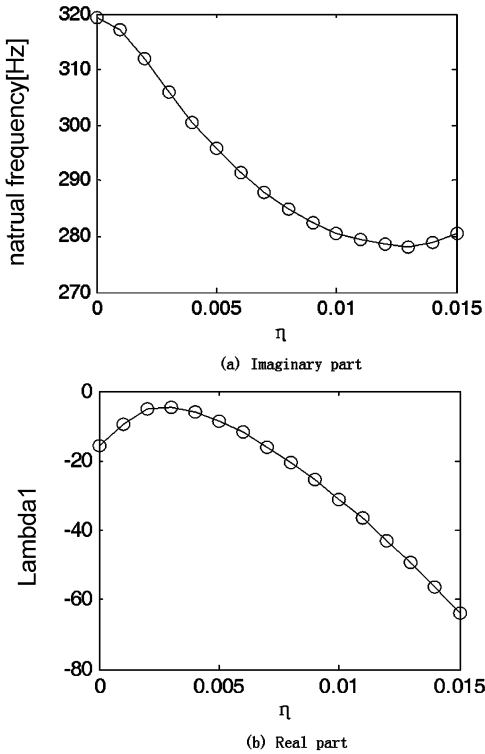 320
310
300
290
280
270
natrual frequency[Hz]
0 0.005 0.01 0.015
η
(a) Imaginary part
0
-20
-40
-60
-80
Lambda1
0 0.005 0.01 0.015
η
(b) Real part